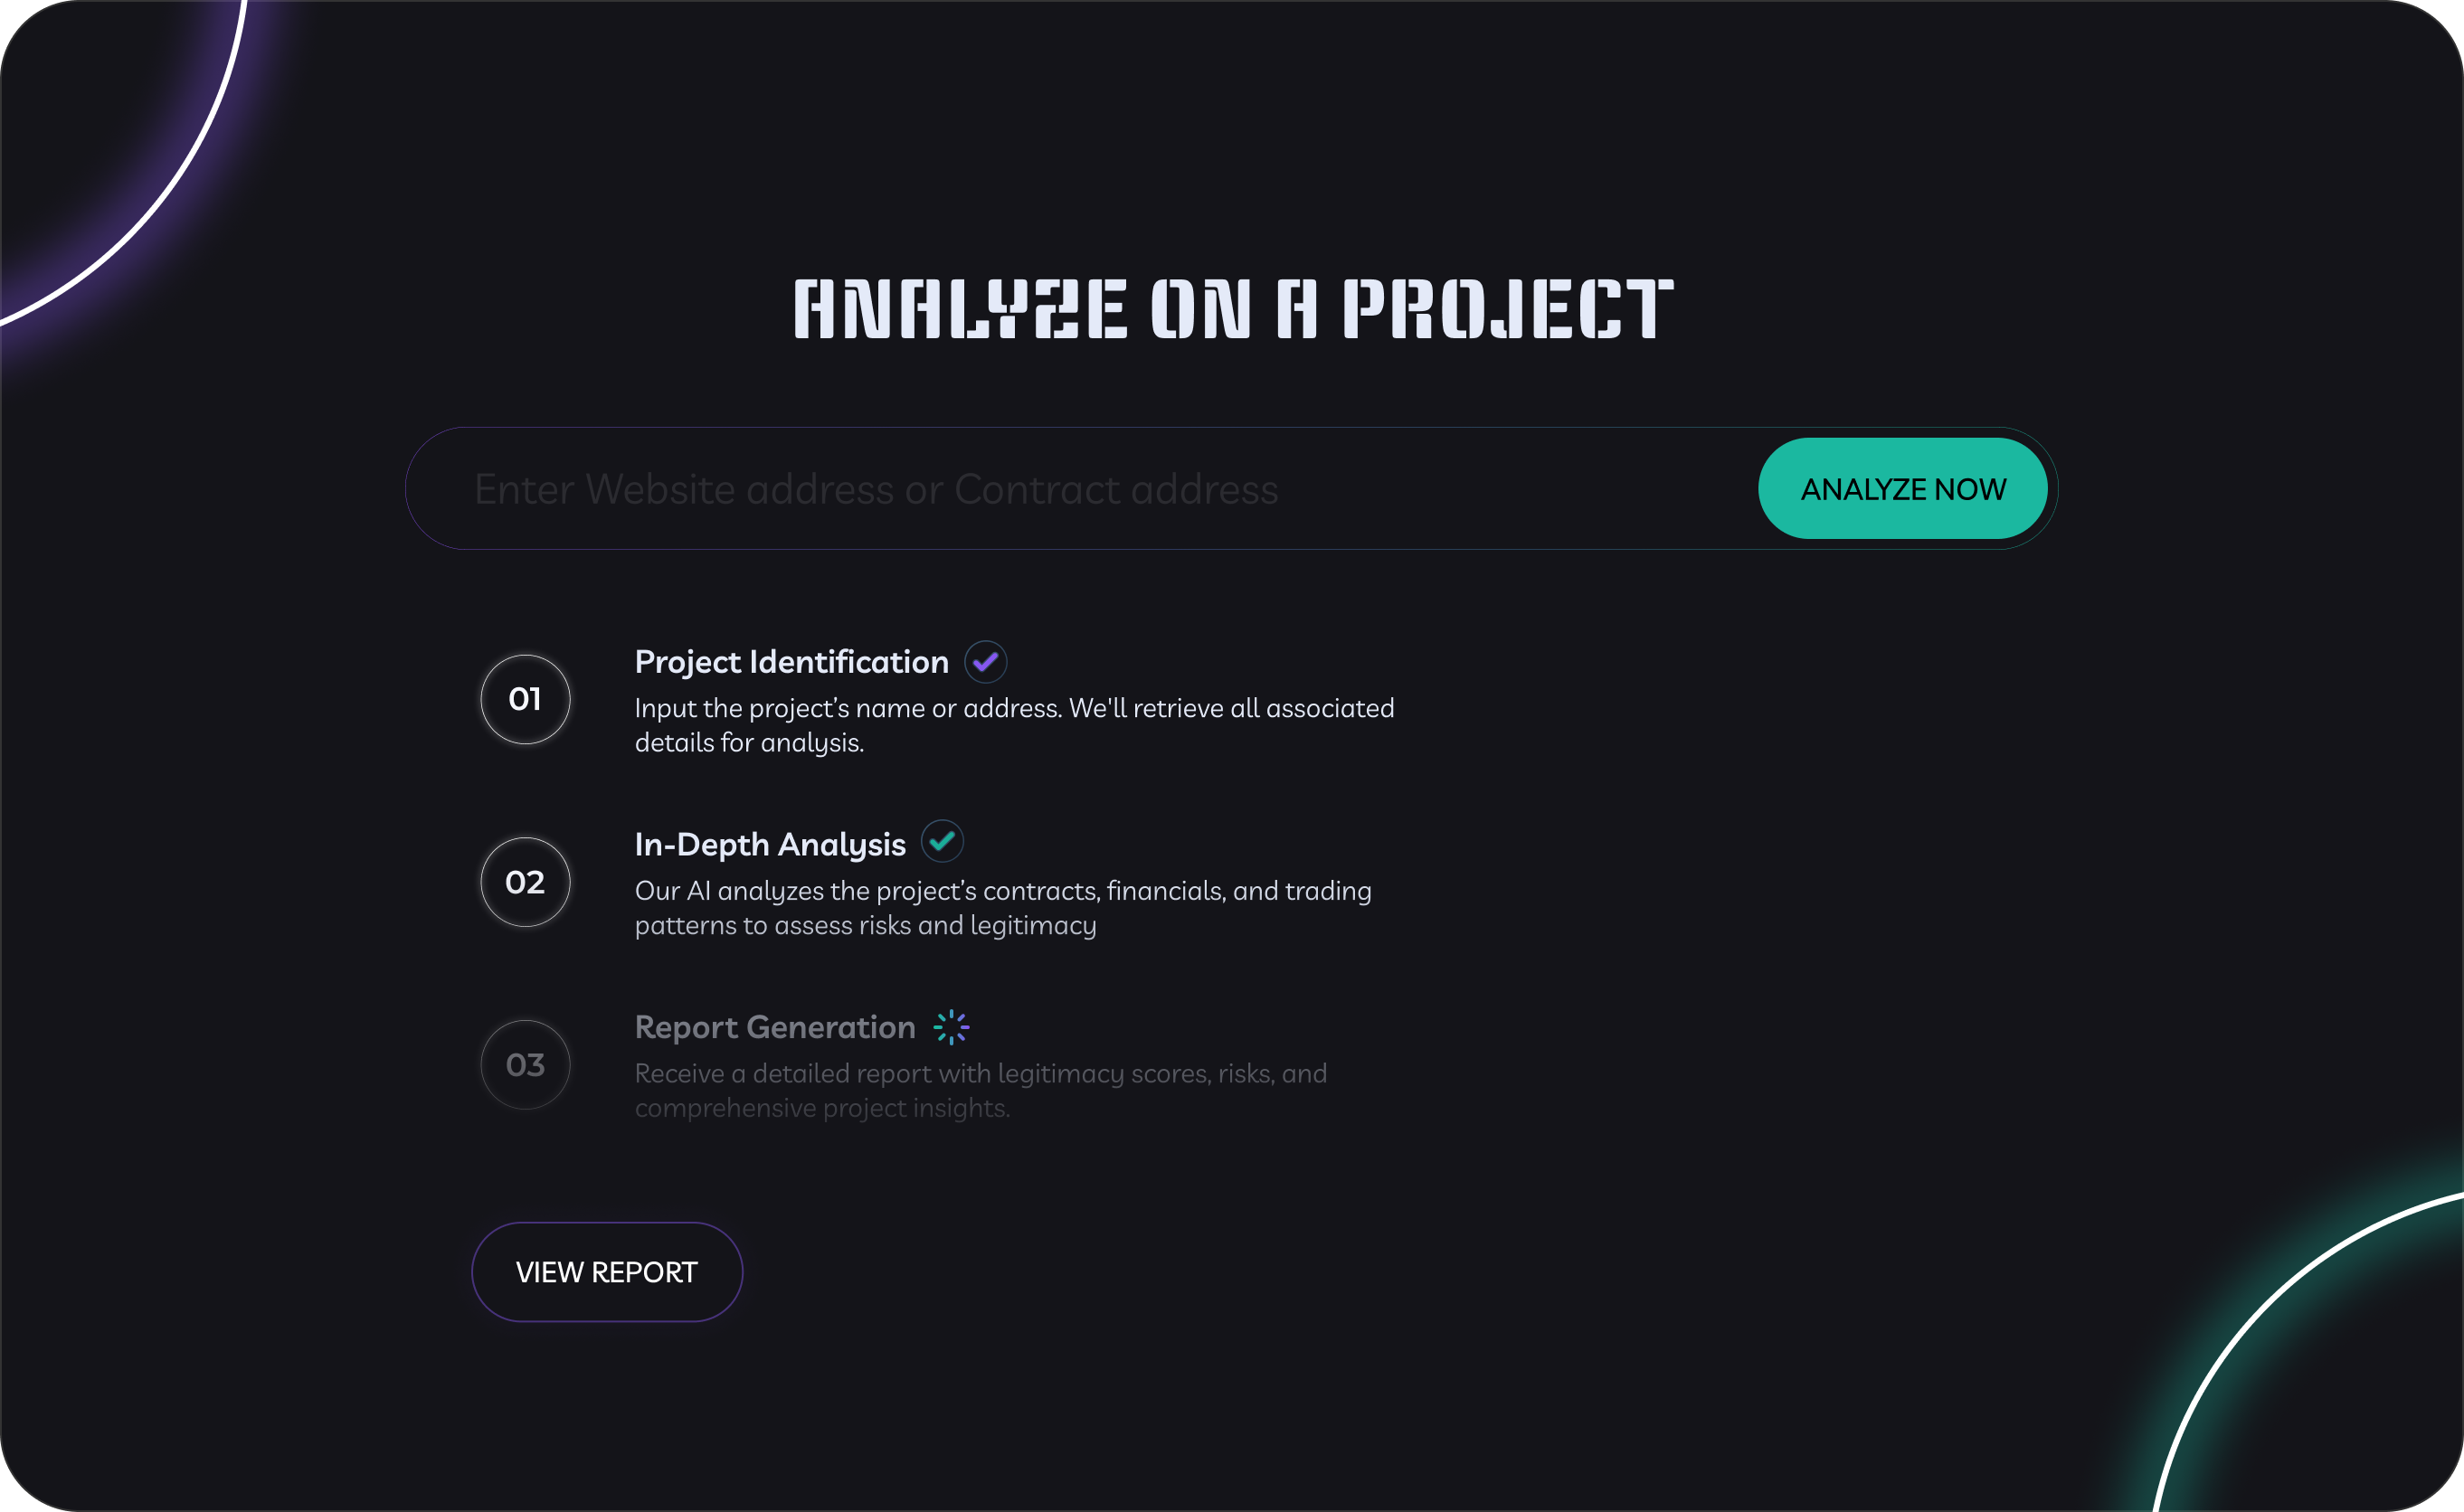 ANALYZE ON A PROJECT
Enter Website address or Contract address
ANALYZE NOW
01
Project Identification
Input the project’s name or address. We'll retrieve all associated
details for analysis.
02
In-Depth Analysis
Our AI analyzes the project’s contracts, financials, and trading
patterns to assess risks and legitimacy
03
Report Generation
Receive a detailed report with legitimacy scores, risks, and
comprehensive project insights.
VIEW REPORT